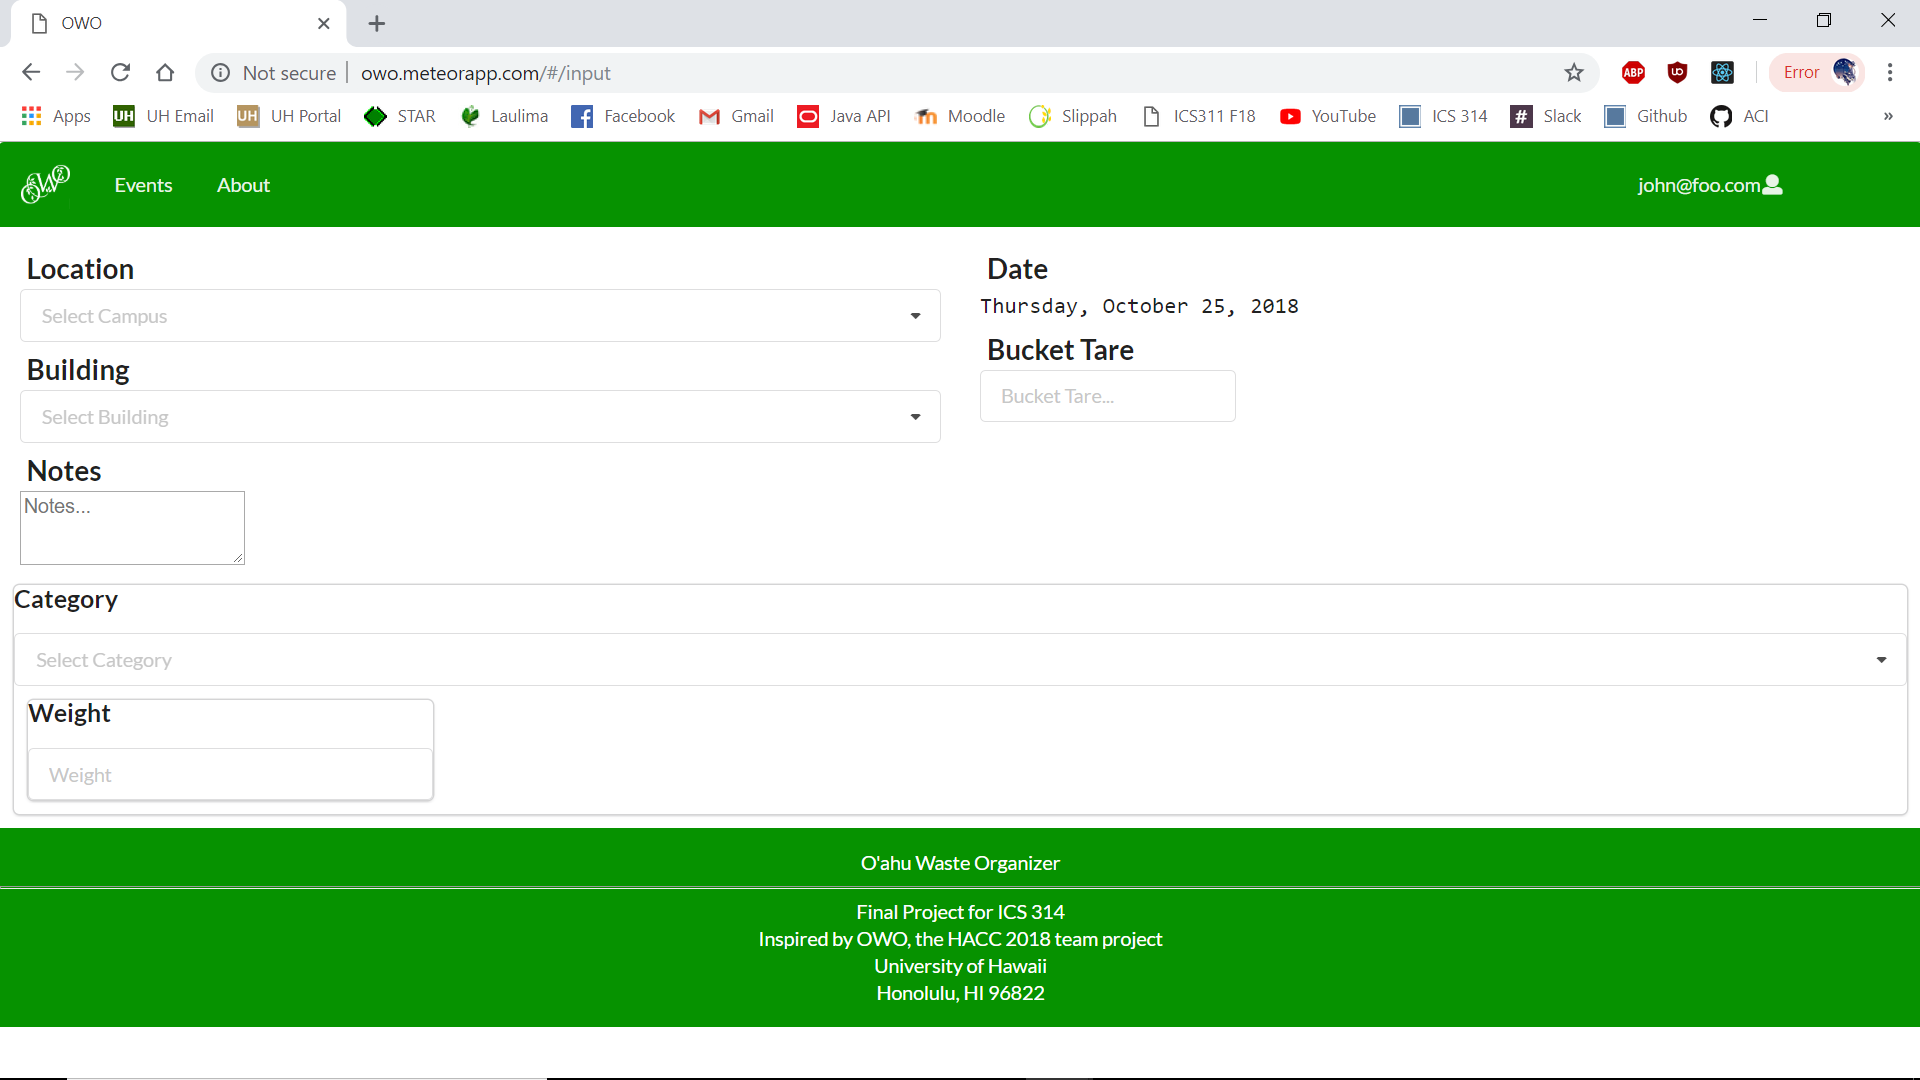 OWO
Not secure owo.meteorapp.com/#/input
ABP
Error
Apps UH UH Email UH UH Portal STAR Laulima Facebook Gmail Java API Moodle Slippah ICS311 F18 YouTube ICS 314 # Slack Github ACI »
OWO Events About john@foo.com
Location
Select Campus
Date
Thursday, October 25, 2018
Building
Select Building
Bucket Tare
Bucket Tare...
Notes
Notes...
Category
Select Category
Weight
Weight
O'ahu Waste Organizer
Final Project for ICS 314
Inspired by OWO, the HACC 2018 team project
University of Hawaii
Honolulu, HI 96822